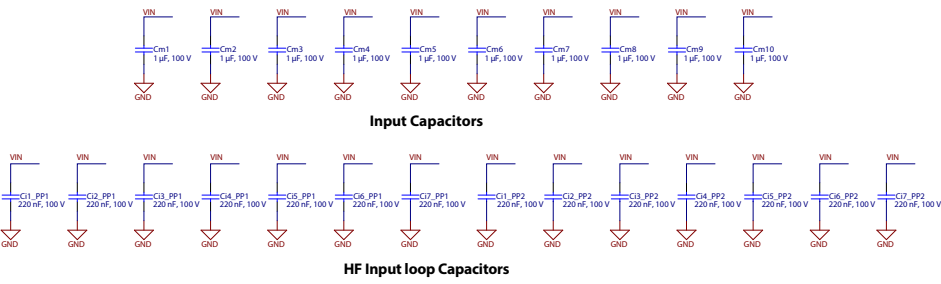 VIN VIN VIN VIN VIN VIN VIN VIN VIN VIN
Cm1 Cm2 Cm3 Cm4 Cm5 Cm6 Cm7 Cm8 Cm9 Cm10
1 µF, 100 V 1 µF, 100 V 1 µF, 100 V 1 µF, 100 V 1 µF, 100 V 1 µF, 100 V 1 µF, 100 V 1 µF, 100 V 1 µF, 100 V 1 µF, 100 V
GND GND GND GND GND GND GND GND GND GND
Input Capacitors
VIN VIN VIN VIN VIN VIN VIN VIN VIN VIN VIN VIN VIN VIN
Ci1_PP1 Ci2_PP1 Ci3_PP1 Ci4_PP1 Ci5_PP1 Ci6_PP1 Ci7_PP1 Ci1_PP2 Ci2_PP2 Ci3_PP2 Ci4_PP2 Ci5_PP2 Ci6_PP2 Ci7_PP2
220 nF, 100 V 220 nF, 100 V 220 nF, 100 V 220 nF, 100 V 220 nF, 100 V 220 nF, 100 V 220 nF, 100 V 220 nF, 100 V 220 nF, 100 V 220 nF, 100 V 220 nF, 100 V 220 nF, 100 V 220 nF, 100 V 220 nF, 100 V
GND GND GND GND GND GND GND GND GND GND GND GND GND GND
HF Input loop Capacitors